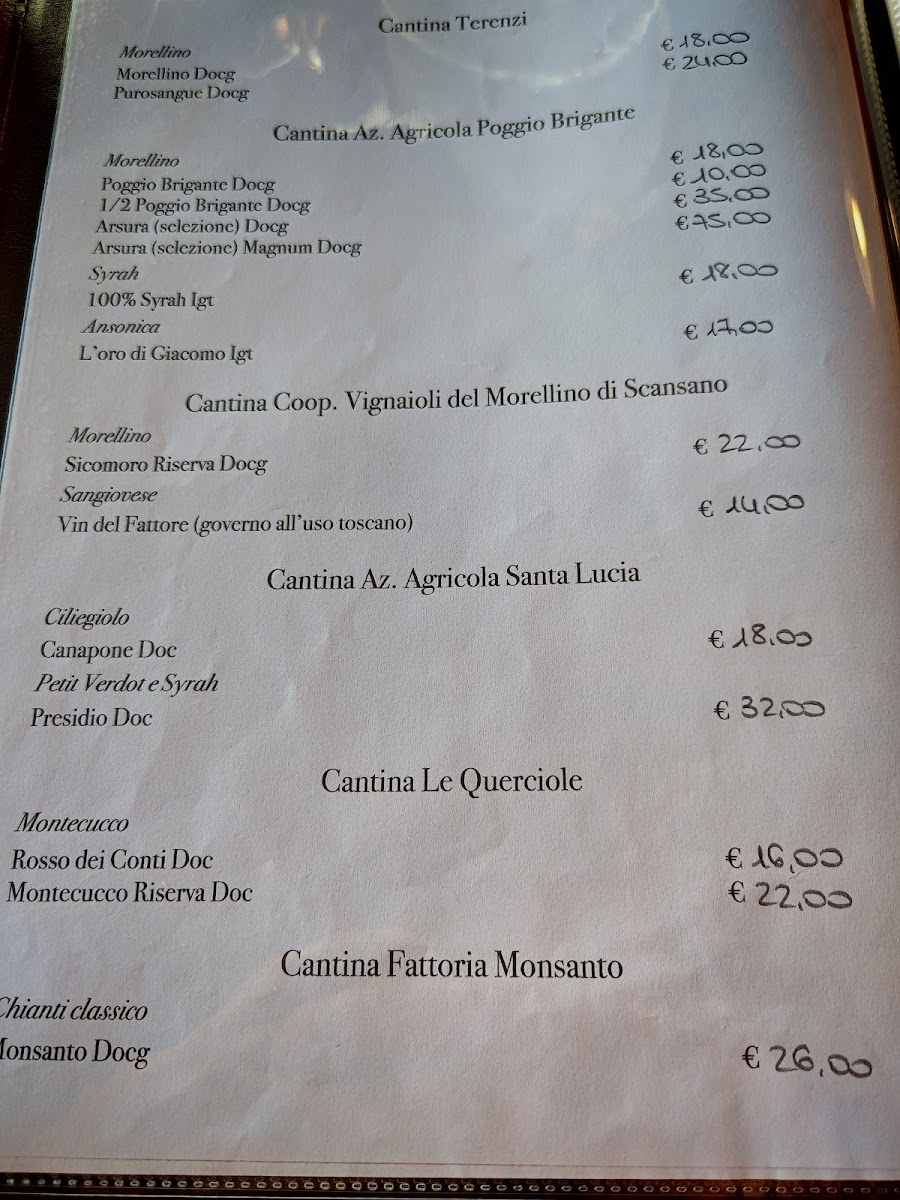 Cantina Terenzi
Morellino
Morellino Docg € 18,00
Purosangue Docg € 24,00
Cantina Az. Agricola Poggio Brigante
Morellino
Poggio Brigante Docg € 18,00
1/2 Poggio Brigante Docg € 10,00
Arsura (selezione) Docg € 35,00
Arsura (selezione) Magnum Docg € 75,00
Syrah
100% Syrah Igt € 18,00
Ansonica
L'oro di Giacomo Igt € 17,00
Cantina Coop. Vignaioli del Morellino di Scansano
Morellino
Sicomoro Riserva Docg € 22,00
Sangiovese
Vin del Fattore (governo all'uso toscano) € 14,00
Cantina Az. Agricola Santa Lucia
Ciliegiolo
Canapone Doc € 18,00
Petit Verdot e Syrah
Presidio Doc € 32,00
Cantina Le Querciole
Montecucco
Rosso dei Conti Doc € 16,00
Montecucco Riserva Doc € 22,00
Cantina Fattoria Monsanto
Chianti classico
Monsanto Docg € 26,00